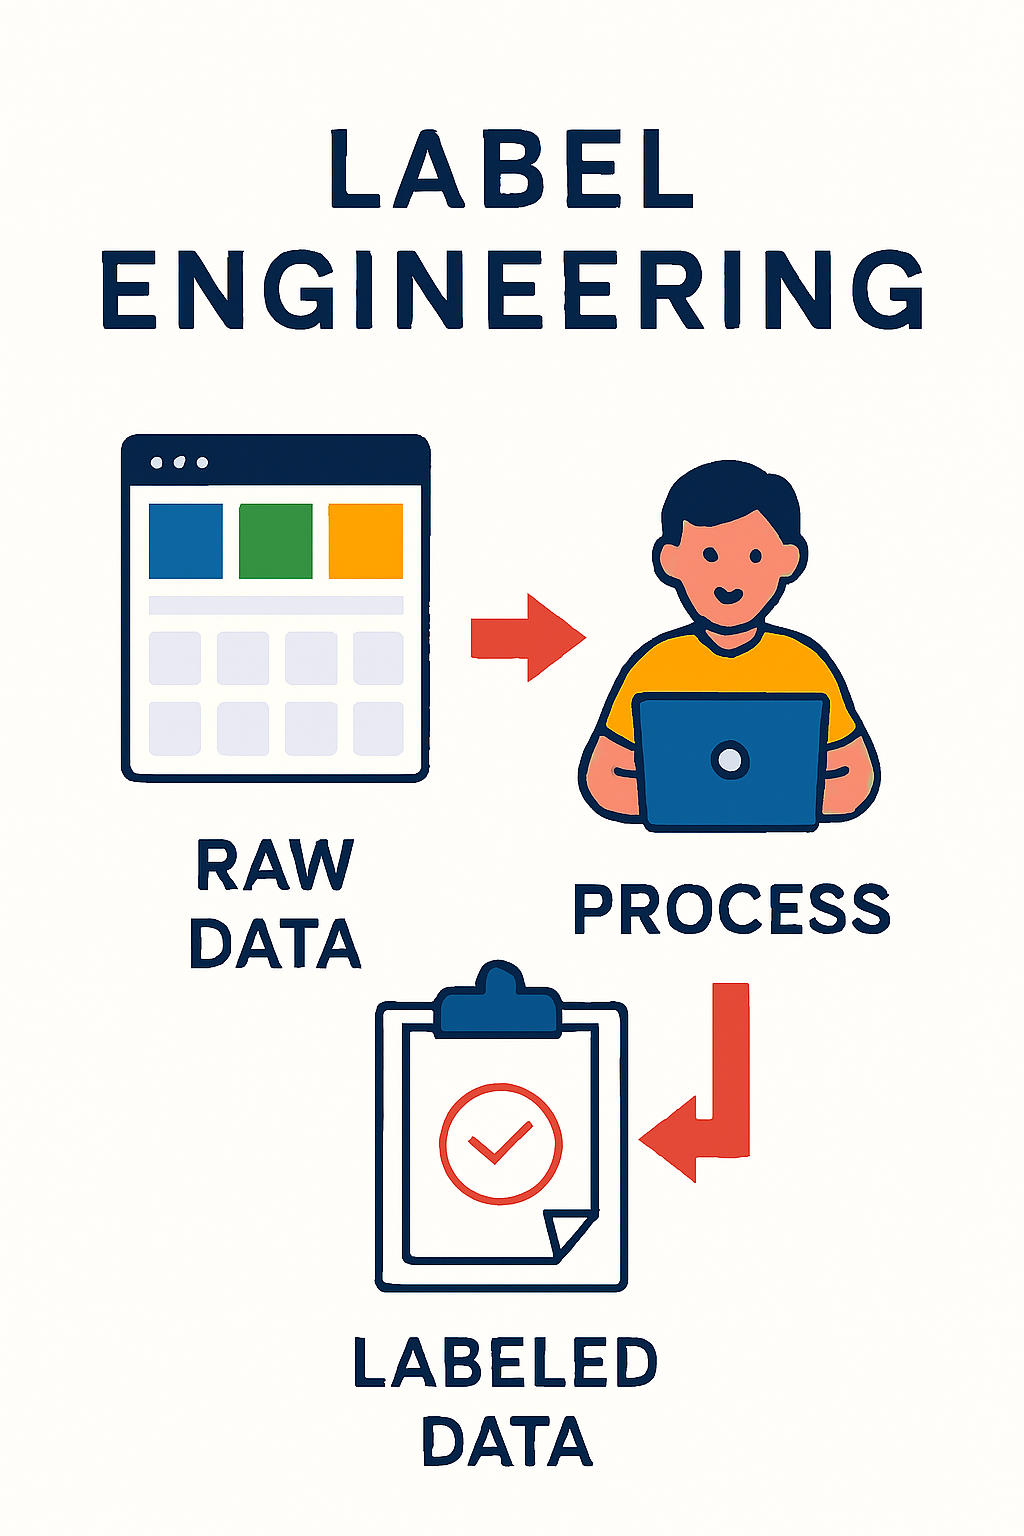 LABEL
ENGINEERING
RAW
DATA
PROCESS
LABELED
DATA